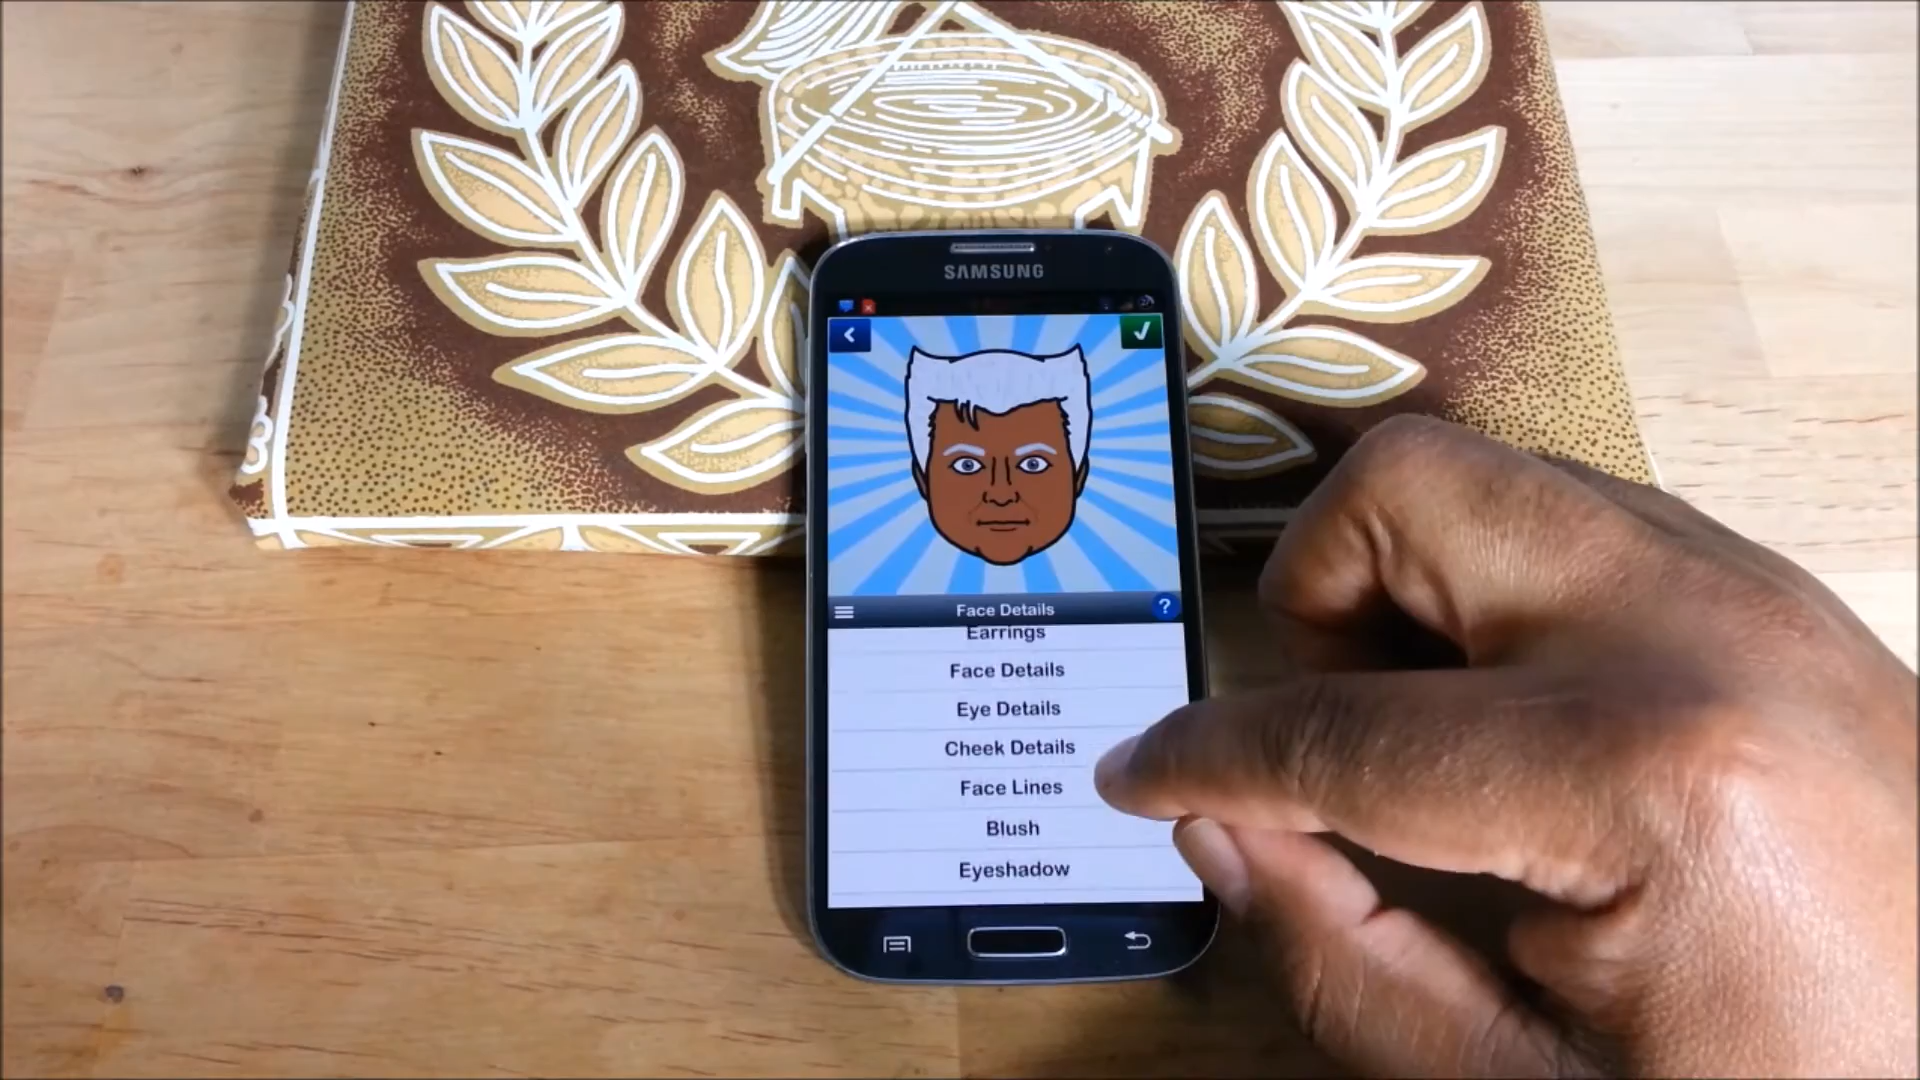 SAMSUNG
Face Details
Earrings
Face Details
Eye Details
Cheek Details
Face Lines
Blush
Eyeshadow